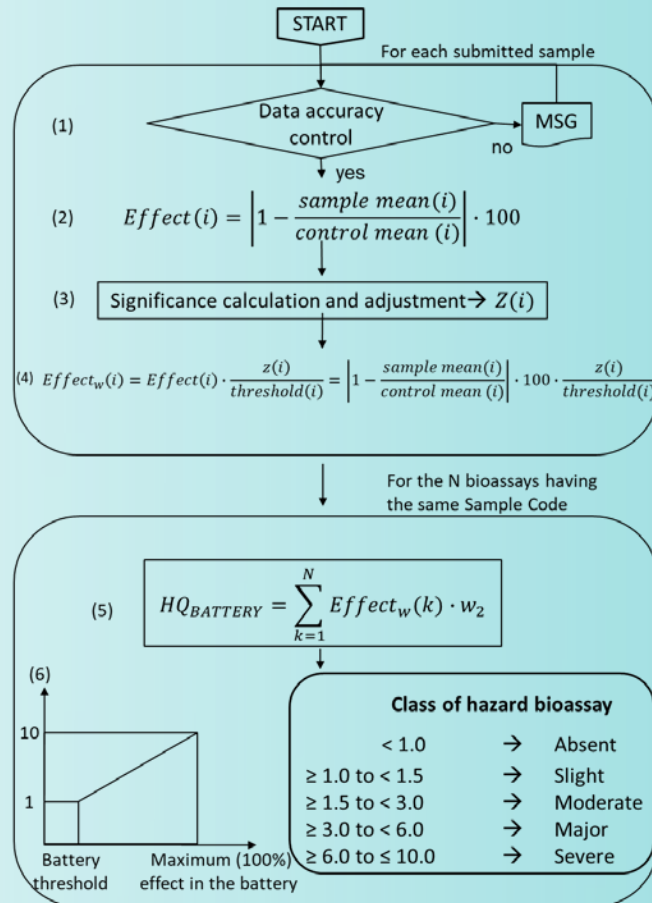 START
For each submitted sample
(1)
Data accuracy
control
MSG
no
yes
(2) Effect(i) = |1 − sample mean(i) / control mean (i)| · 100
(3) Significance calculation and adjustment→ Z(i)
(4) Effect_w(i) = Effect(i) · z(i) / threshold(i) = |1 − sample mean(i) / control mean (i)| · 100 · z(i) / threshold(i)
For the N bioassays having
the same Sample Code
(5) HQ_BATTERY = ∑_{k=1}^{N} Effect_w(k) · w_2
(6)
10
1
Battery
threshold
Maximum (100%)
effect in the battery
Class of hazard bioassay
< 1.0 → Absent
≥ 1.0 to < 1.5 → Slight
≥ 1.5 to < 3.0 → Moderate
≥ 3.0 to < 6.0 → Major
≥ 6.0 to ≤ 10.0 → Severe